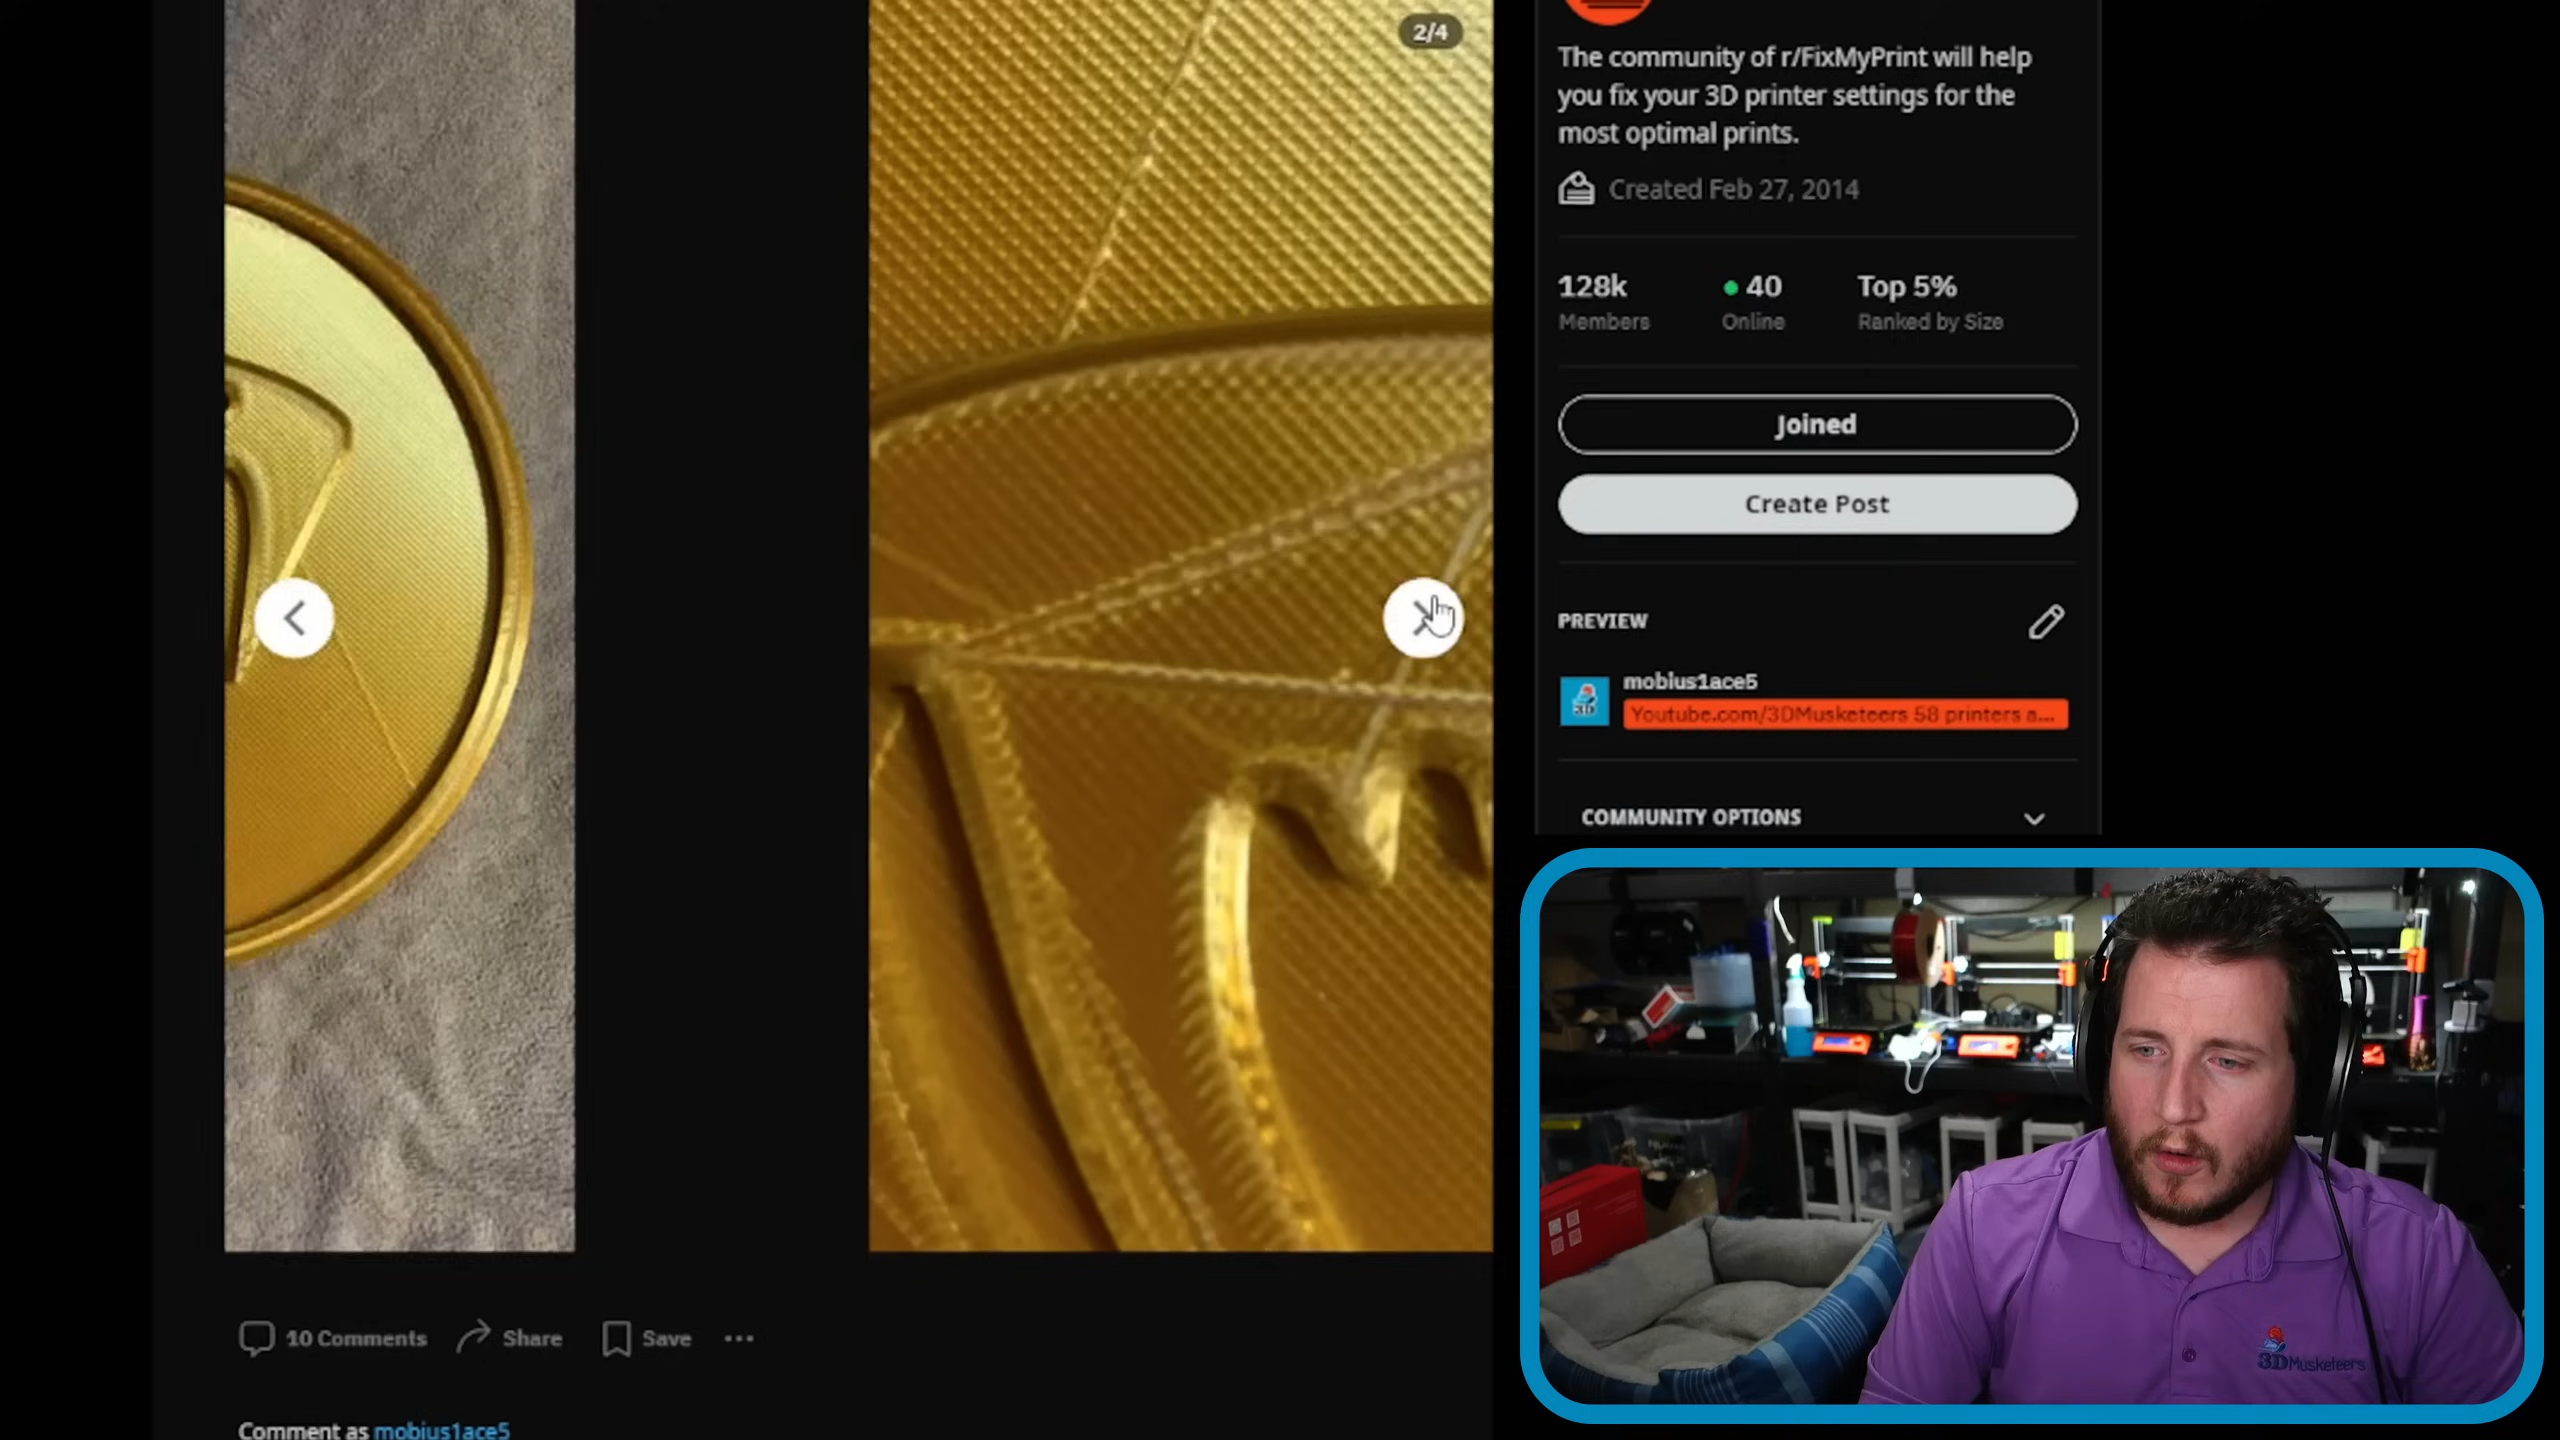 2/4
The community of r/FixMyPrint will help
you fix your 3D printer settings for the
most optimal prints.
Created Feb 27, 2014
128k
Members
40
Online
Top 5%
Ranked by Size
Joined
Create Post
PREVIEW
mobius1ace5
Youtube.com/3DMusketeers 58 printers a...
COMMUNITY OPTIONS
10 Comments
Share
Save
Comment as mobius1ace5
3DMusketeers